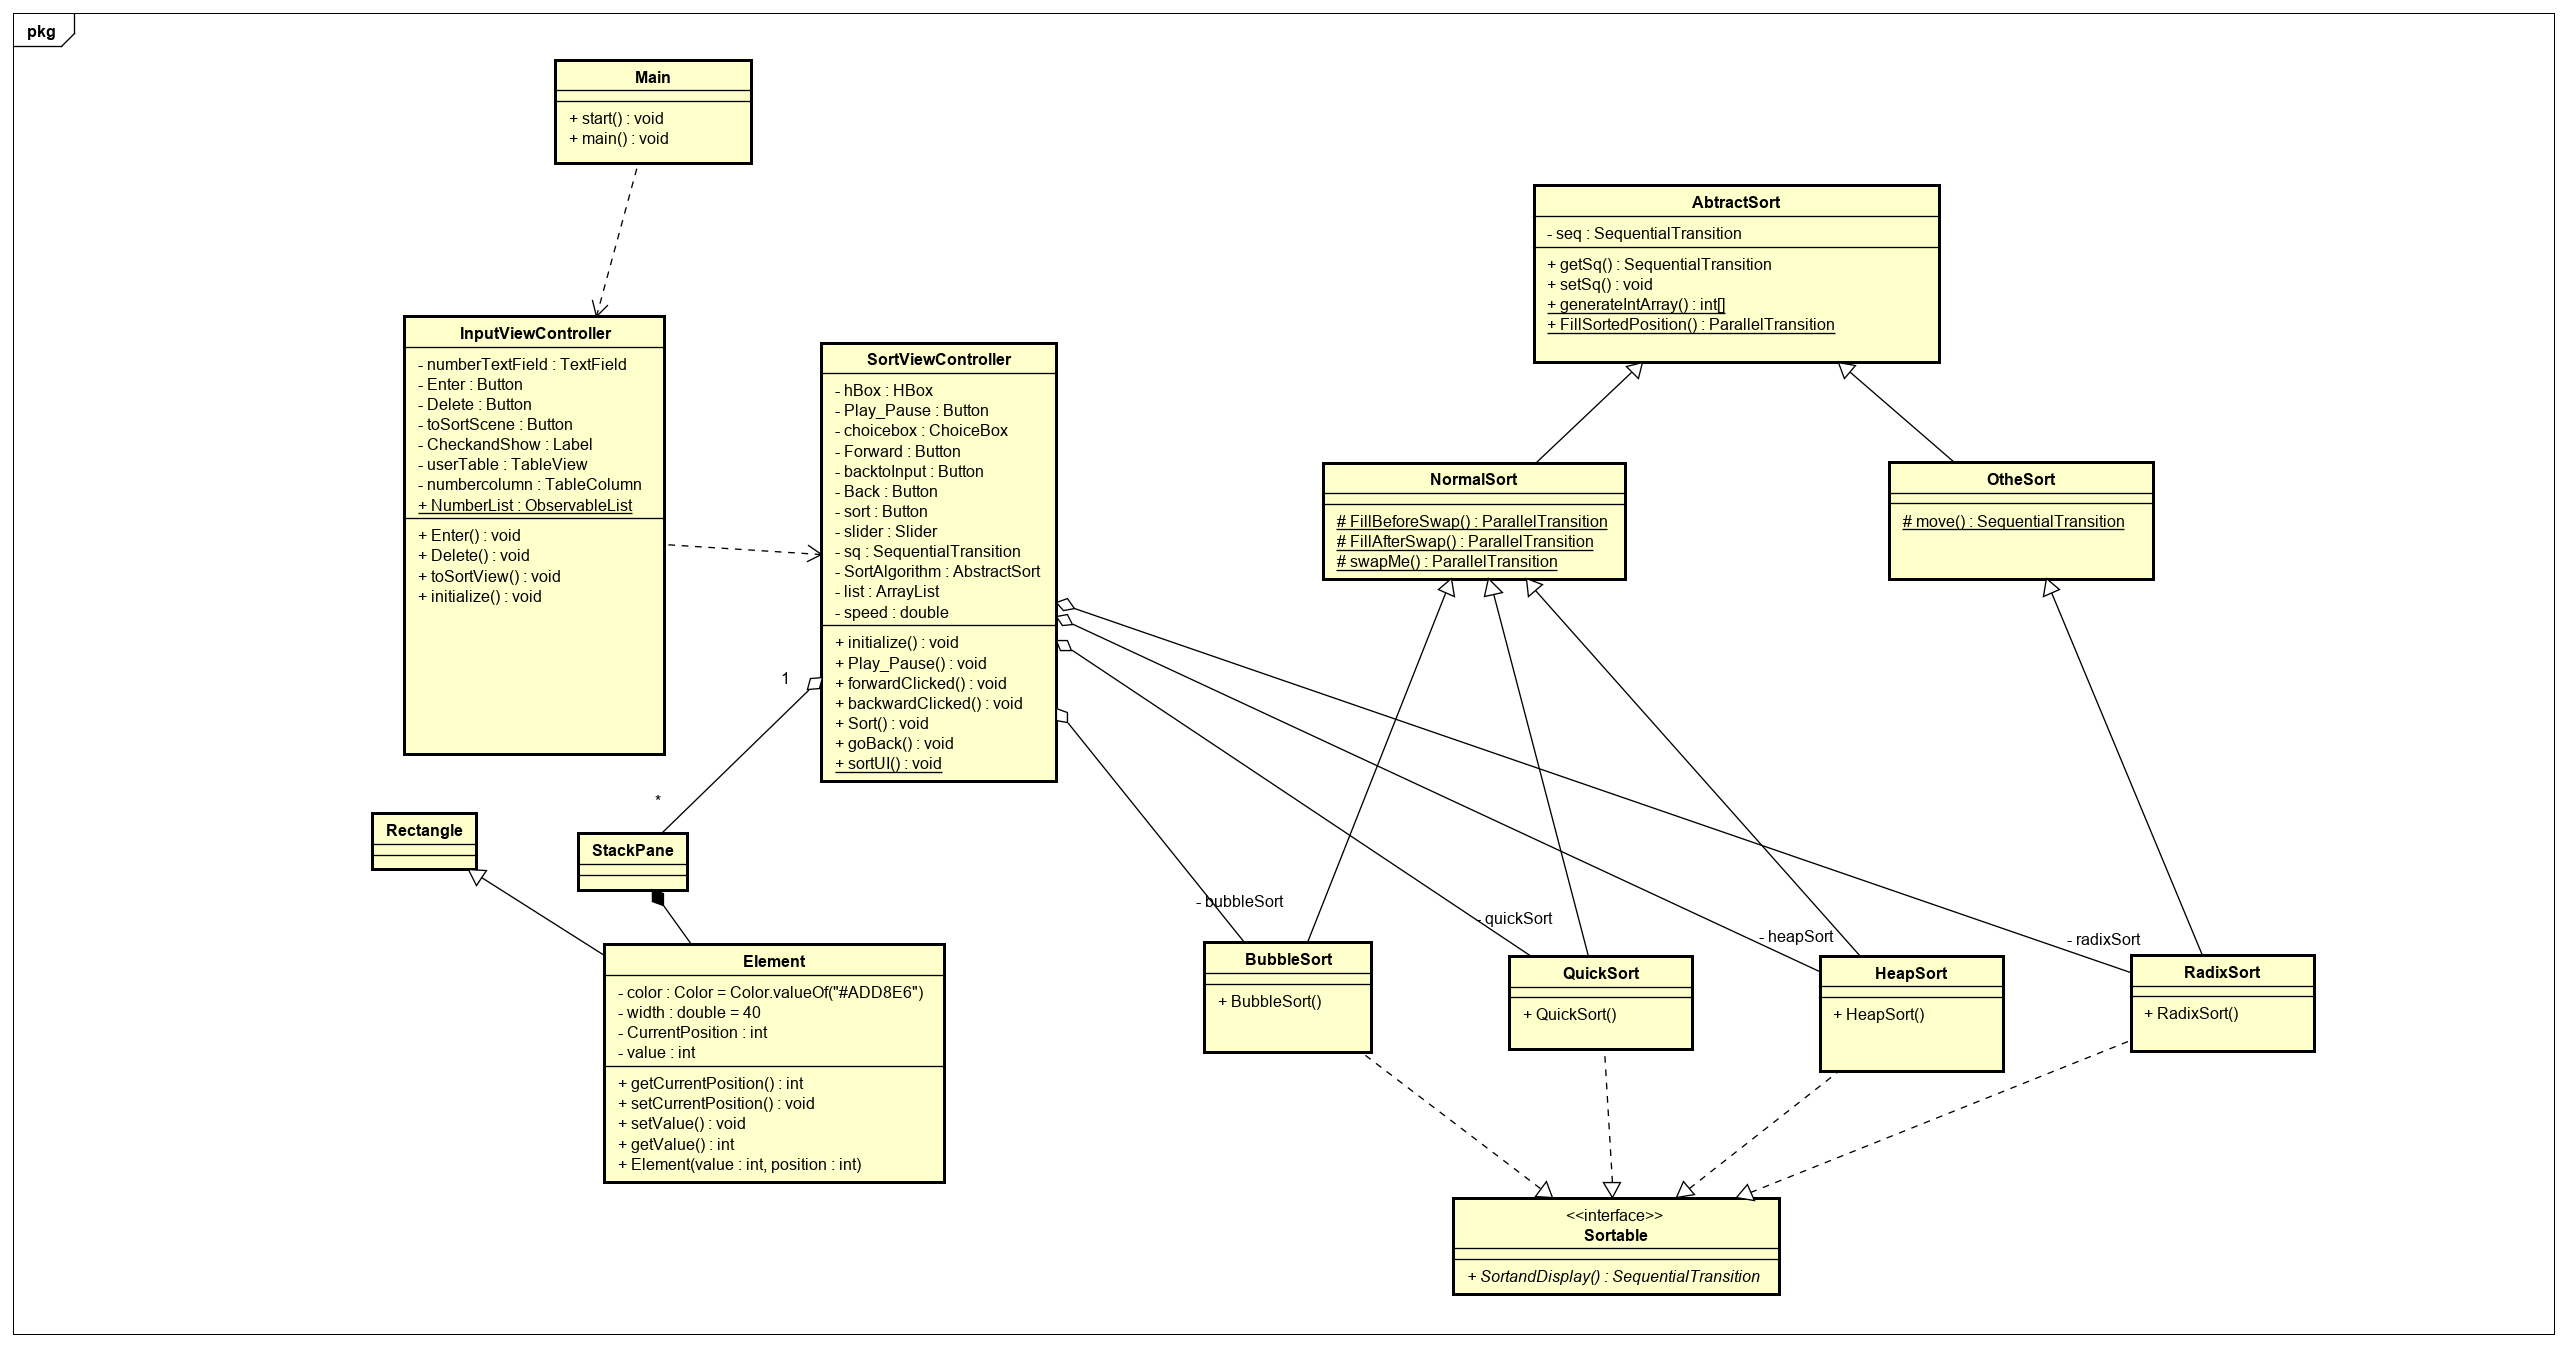 pkg
Main
+ start() : void
+ main() : void
InputViewController
- numberTextField : TextField
- Enter : Button
- Delete : Button
- toSortScene : Button
- CheckandShow : Label
- userTable : TableView
- numbercolumn : TableColumn
+ NumberList : ObservableList
+ Enter() : void
+ Delete() : void
+ toSortView() : void
+ initialize() : void
SortViewController
- hBox : HBox
- Play_Pause : Button
- choicebox : ChoiceBox
- Forward : Button
- backtoInput : Button
- Back : Button
- sort : Button
- slider : Slider
- sq : SequentialTransition
- SortAlgorithm : AbstractSort
- list : ArrayList
- speed : double
+ initialize() : void
+ Play_Pause() : void
+ forwardClicked() : void
+ backwardClicked() : void
+ Sort() : void
+ goBack() : void
+ sortUI() : void
AbtractSort
- seq : SequentialTransition
+ getSq() : SequentialTransition
+ setSq() : void
+ generateIntArray() : int[]
+ FillSortedPosition() : ParallelTransition
NormalSort
# FillBeforeSwap() : ParallelTransition
# FillAfterSwap() : ParallelTransition
# swapMe() : ParallelTransition
OtheSort
# move() : SequentialTransition
1
*
Rectangle
StackPane
Element
- color : Color = Color.valueOf("#ADD8E6")
- width : double = 40
- CurrentPosition : int
- value : int
+ getCurrentPosition() : int
+ setCurrentPosition() : void
+ setValue() : void
+ getValue() : int
+ Element(value : int, position : int)
- bubbleSort
- quickSort
- heapSort
- radixSort
BubbleSort
+ BubbleSort()
QuickSort
+ QuickSort()
HeapSort
+ HeapSort()
RadixSort
+ RadixSort()
<<interface>>
Sortable
+ SortandDisplay() : SequentialTransition